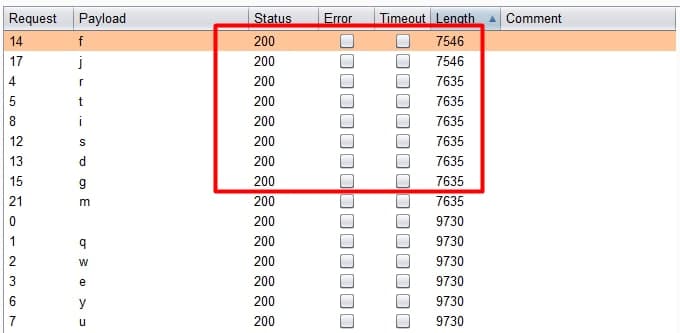 Request Payload Status Error Timeout Length Comment
14 f 200 7546
17 j 200 7546
4 r 200 7635
5 t 200 7635
8 i 200 7635
12 s 200 7635
13 d 200 7635
15 g 200 7635
21 m 200 7635
0 200 9730
1 q 200 9730
2 w 200 9730
3 e 200 9730
6 y 200 9730
7 u 200 9730